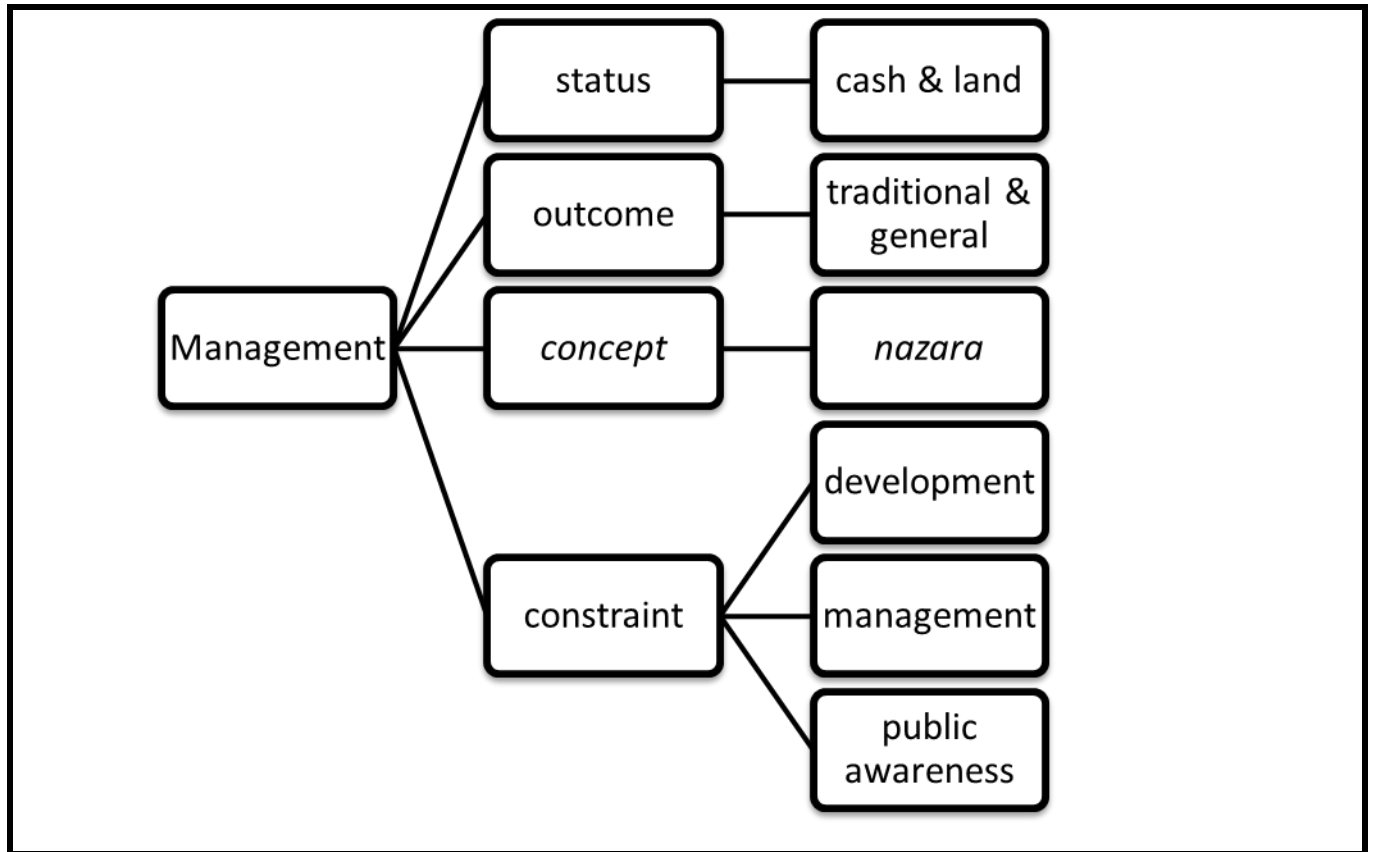 status
cash & land
outcome
traditional &
general
Management
concept
nazara
development
constraint
management
public
awareness